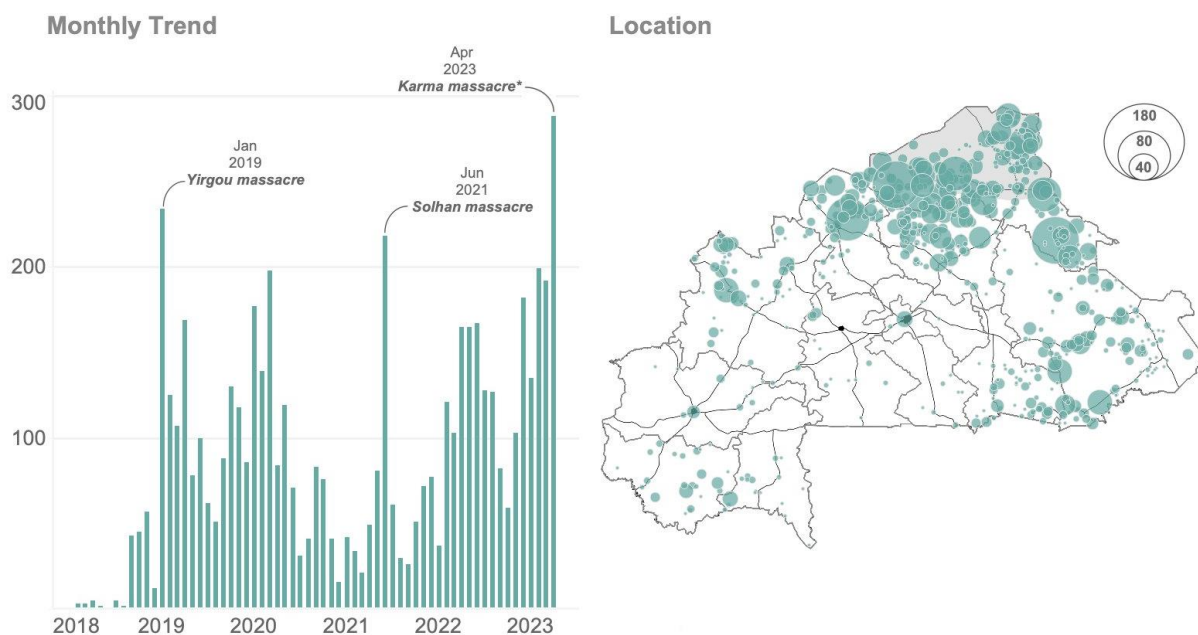 Monthly Trend
Location
Apr
2023
Karma massacre*
300
Jan
2019
Yirgou massacre
Jun
2021
Solhan massacre
200
100
2018 2019 2020 2021 2022 2023
180
80
40